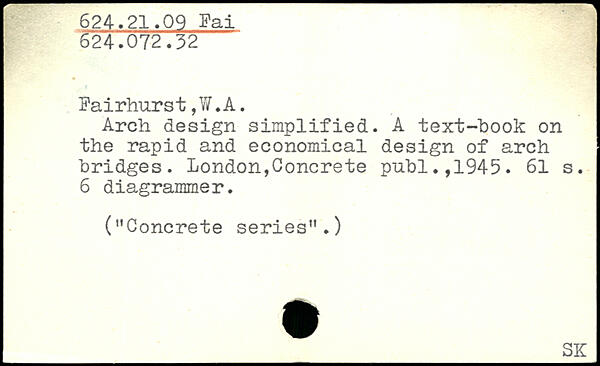 624.21.09 Fai
624.072.32
Fairhurst,W.A.
Arch design simplified. A text-book on
the rapid and economical design of arch
bridges. London,Concrete publ.,1945. 61 s.
6 diagrammer.
("Concrete series".)
SK